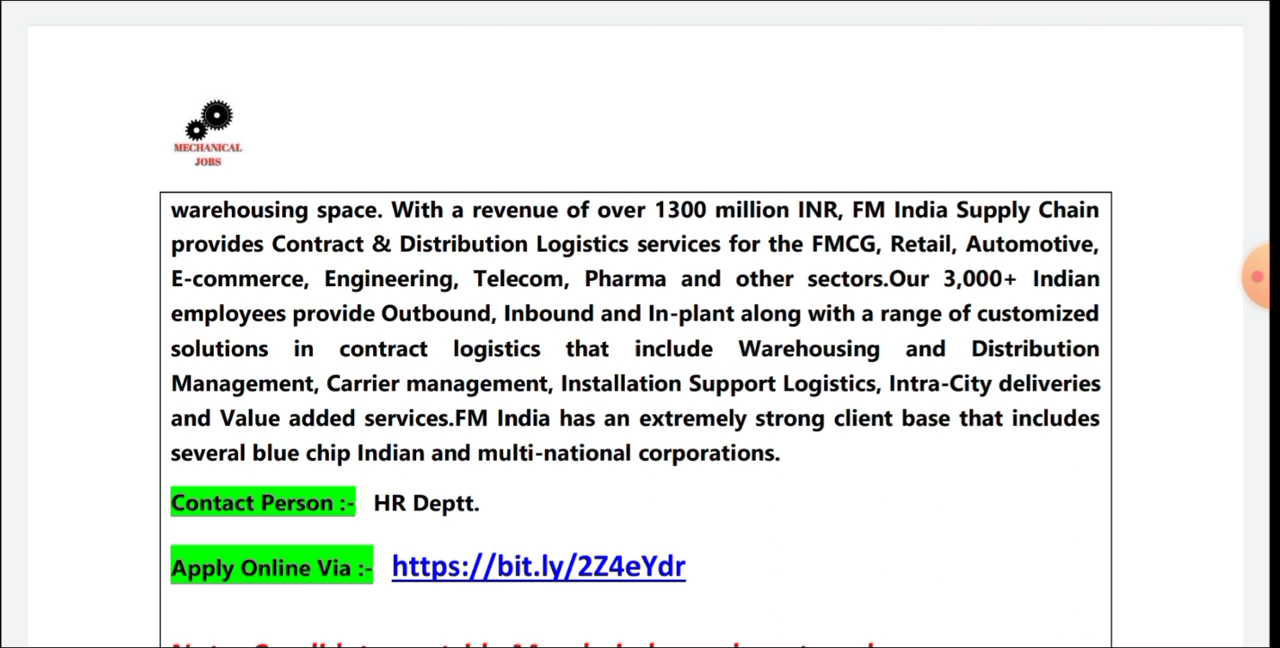 MECHANICAL
JOBS
warehousing space. With a revenue of over 1300 million INR, FM India Supply Chain
provides Contract & Distribution Logistics services for the FMCG, Retail, Automotive,
E-commerce, Engineering, Telecom, Pharma and other sectors.Our 3,000+ Indian
employees provide Outbound, Inbound and In-plant along with a range of customized
solutions in contract logistics that include Warehousing and Distribution
Management, Carrier management, Installation Support Logistics, Intra-City deliveries
and Value added services.FM India has an extremely strong client base that includes
several blue chip Indian and multi-national corporations.
Contact Person :- HR Deptt.
Apply Online Via :- https://bit.ly/2Z4eYdr